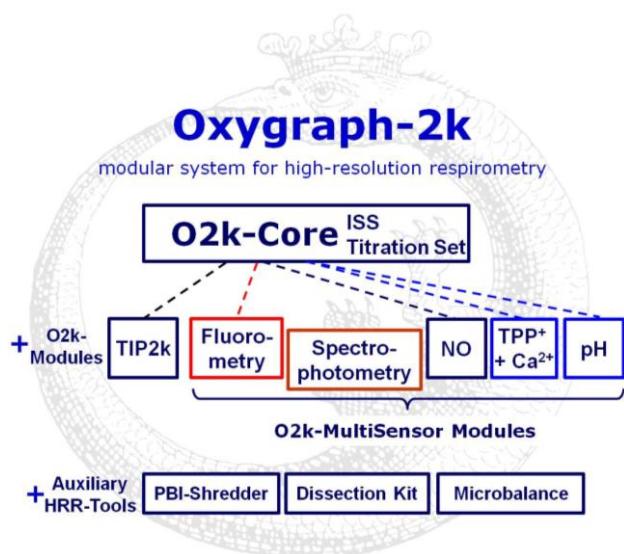 Oxygraph-2k
modular system for high-resolution respirometry
O2k-Core ISS
Titration Set
+ O2k-
Modules
TIP2k
Fluoro-
metry
Spectro-
photometry
NO
TPP⁺
+ Ca²⁺
pH
O2k-MultiSensor Modules
+ Auxiliary
HRR-Tools
PBI-Shredder
Dissection Kit
Microbalance